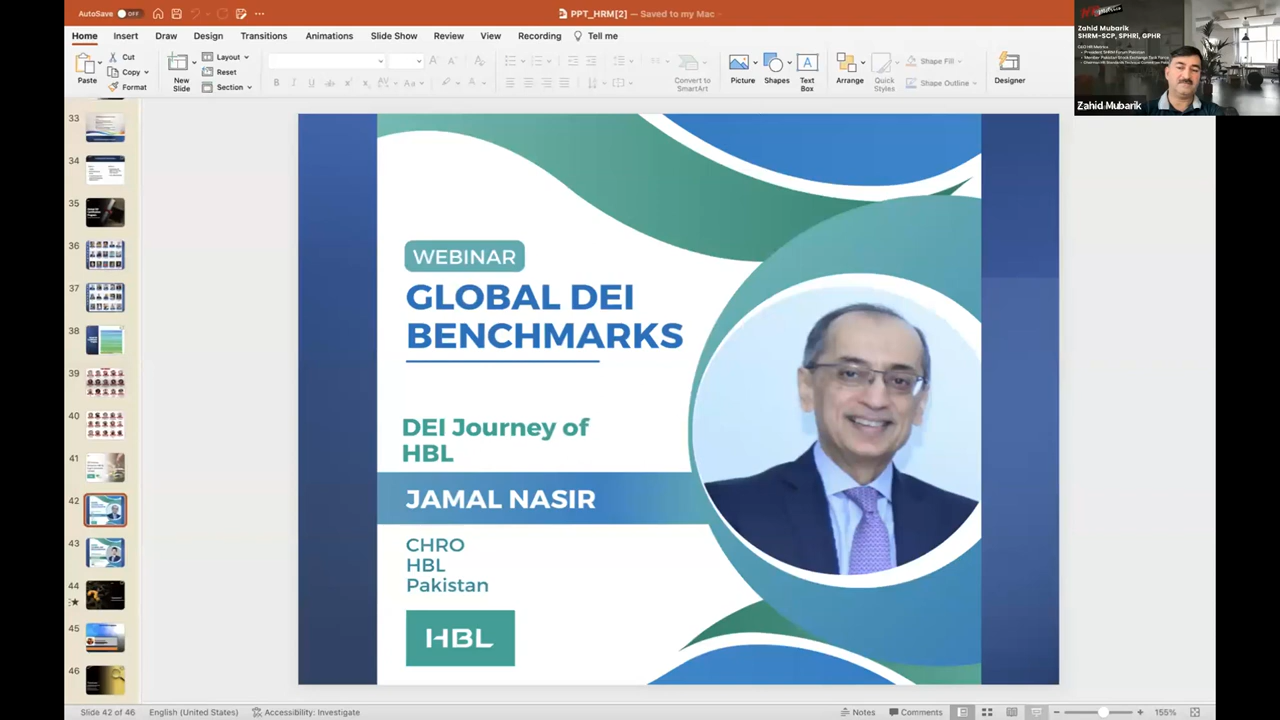 AutoSave OFF
PPT_HRM[2] — Saved to my Mac
Home Insert Draw Design Transitions Animations Slide Show Review View Recording Tell me
Paste
Cut
Copy
Format
New Slide
Layout
Reset
Section
B I U
Aa
Convert to SmartArt
Picture
Shapes
Text Box
Arrange
Quick Styles
Shape Fill
Shape Outline
Designer
Zahid Mubarik
SHRM-SCP, SPHRi, GPHR
CEO HR Metrics
Zahid Mubarik
33
34
35
36
37
38
39
40
41
42
43
44
45
46
WEBINAR
GLOBAL DEI
BENCHMARKS
DEI Journey of
HBL
JAMAL NASIR
CHRO
HBL
Pakistan
HBL
Slide 42 of 46 English (United States) Accessibility: Investigate Notes Comments 155%